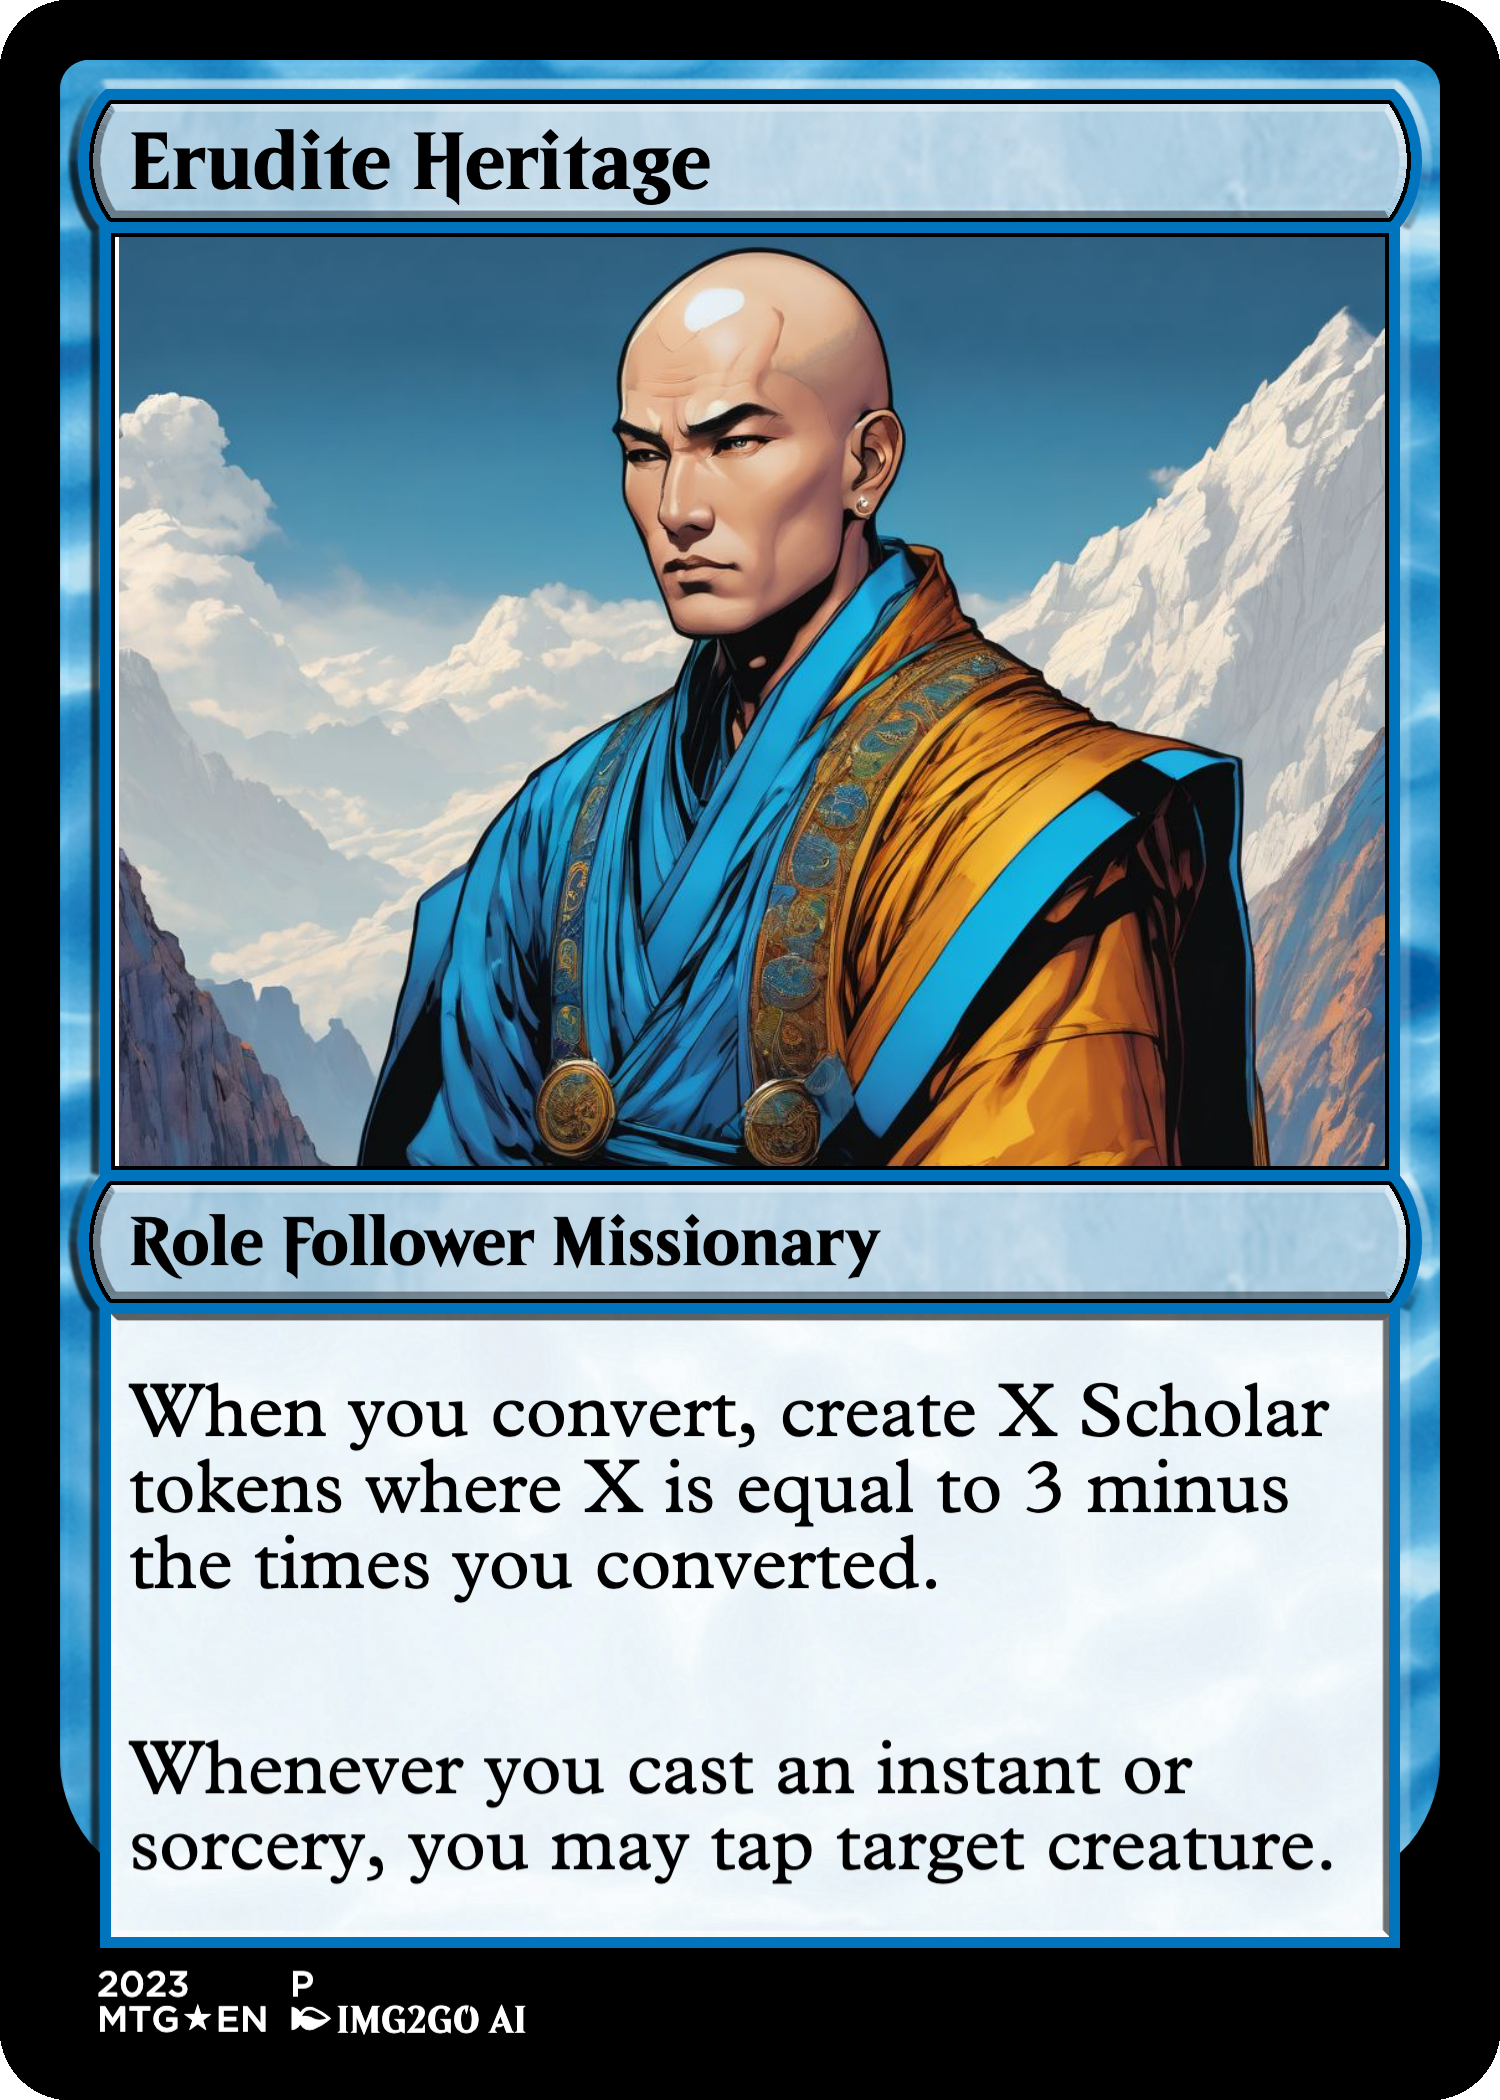 Erudite Heritage
Role Follower Missionary
When you convert, create X Scholar
tokens where X is equal to 3 minus
the times you converted.
Whenever you cast an instant or
sorcery, you may tap target creature.
2023 P
MTG★EN IMG2GO AI